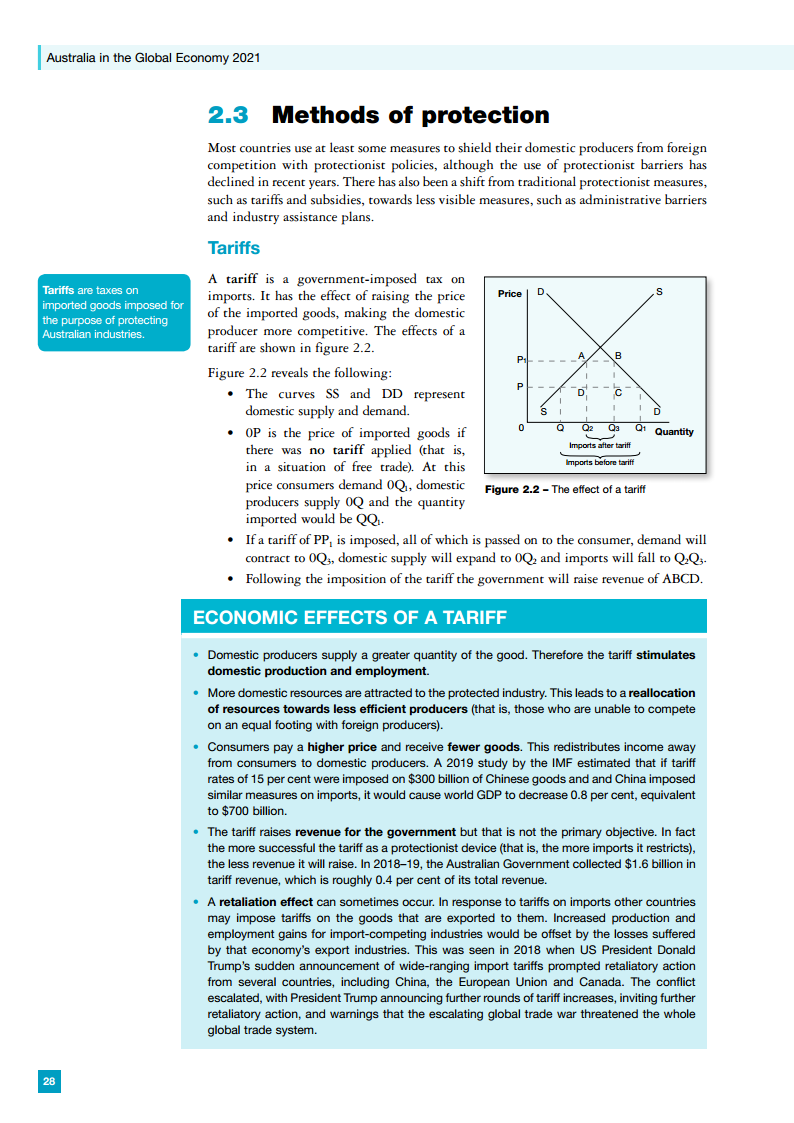 Australia in the Global Economy 2021
2.3 Methods of protection
Most countries use at least some measures to shield their domestic producers from foreign
competition with protectionist policies, although the use of protectionist barriers has
declined in recent years. There has also been a shift from traditional protectionist measures,
such as tariffs and subsidies, towards less visible measures, such as administrative barriers
and industry assistance plans.
Tariffs
Tariffs are taxes on
imported goods imposed for
the purpose of protecting
Australian industries.
A tariff is a government-imposed tax on
imports. It has the effect of raising the price
of the imported goods, making the domestic
producer more competitive. The effects of a
tariff are shown in figure 2.2.
Figure 2.2 reveals the following:
• The curves SS and DD represent
domestic supply and demand.
• 0P is the price of imported goods if
there was no tariff applied (that is,
in a situation of free trade). At this
price consumers demand 0Q₁, domestic
producers supply 0Q and the quantity
imported would be QQ₁.
Price D S
P₁ A B
P D C
S D
0 Q Q₂ Q₃ Q₁ Quantity
Imports after tariff
Imports before tariff
Figure 2.2 – The effect of a tariff
• If a tariff of PP₁ is imposed, all of which is passed on to the consumer, demand will
contract to 0Q₃, domestic supply will expand to 0Q₂ and imports will fall to Q₂Q₃.
• Following the imposition of the tariff the government will raise revenue of ABCD.
ECONOMIC EFFECTS OF A TARIFF
• Domestic producers supply a greater quantity of the good. Therefore the tariff stimulates
domestic production and employment.
• More domestic resources are attracted to the protected industry. This leads to a reallocation
of resources towards less efficient producers (that is, those who are unable to compete
on an equal footing with foreign producers).
• Consumers pay a higher price and receive fewer goods. This redistributes income away
from consumers to domestic producers. A 2019 study by the IMF estimated that if tariff
rates of 15 per cent were imposed on $300 billion of Chinese goods and and China imposed
similar measures on imports, it would cause world GDP to decrease 0.8 per cent, equivalent
to $700 billion.
• The tariff raises revenue for the government but that is not the primary objective. In fact
the more successful the tariff as a protectionist device (that is, the more imports it restricts),
the less revenue it will raise. In 2018–19, the Australian Government collected $1.6 billion in
tariff revenue, which is roughly 0.4 per cent of its total revenue.
• A retaliation effect can sometimes occur. In response to tariffs on imports other countries
may impose tariffs on the goods that are exported to them. Increased production and
employment gains for import-competing industries would be offset by the losses suffered
by that economy's export industries. This was seen in 2018 when US President Donald
Trump's sudden announcement of wide-ranging import tariffs prompted retaliatory action
from several countries, including China, the European Union and Canada. The conflict
escalated, with President Trump announcing further rounds of tariff increases, inviting further
retaliatory action, and warnings that the escalating global trade war threatened the whole
global trade system.
28